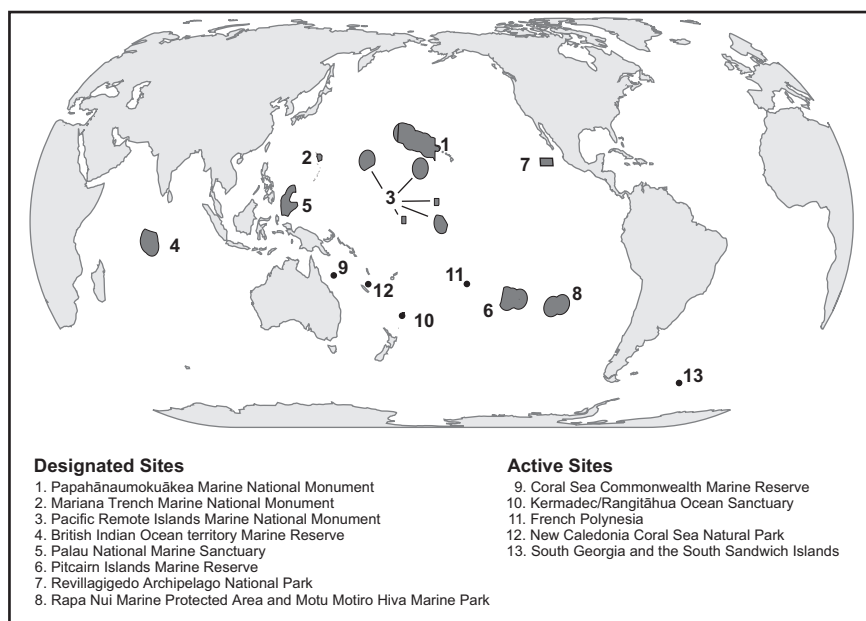 1
2
7
3
5
4
9
11
12
6
8
10
13
Designated Sites
1. Papahānaumokuākea Marine National Monument
2. Mariana Trench Marine National Monument
3. Pacific Remote Islands Marine National Monument
4. British Indian Ocean territory Marine Reserve
5. Palau National Marine Sanctuary
6. Pitcairn Islands Marine Reserve
7. Revillagigedo Archipelago National Park
8. Rapa Nui Marine Protected Area and Motu Motiro Hiva Marine Park
Active Sites
9. Coral Sea Commonwealth Marine Reserve
10. Kermadec/Rangitāhua Ocean Sanctuary
11. French Polynesia
12. New Caledonia Coral Sea Natural Park
13. South Georgia and the South Sandwich Islands